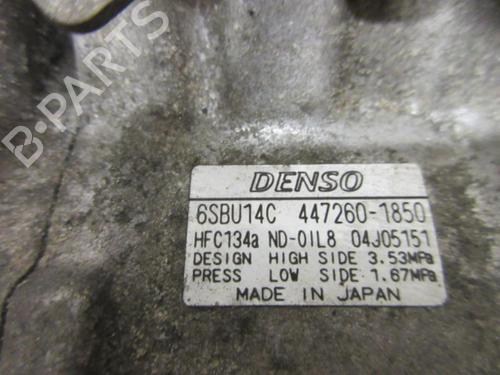 B-PARTS
DENSO
6SBU14C 447260-1850
HFC134a ND-OIL8 04J05151
DESIGN HIGH SIDE 3.53MPa
PRESS LOW SIDE 1.67MPa
MADE IN JAPAN